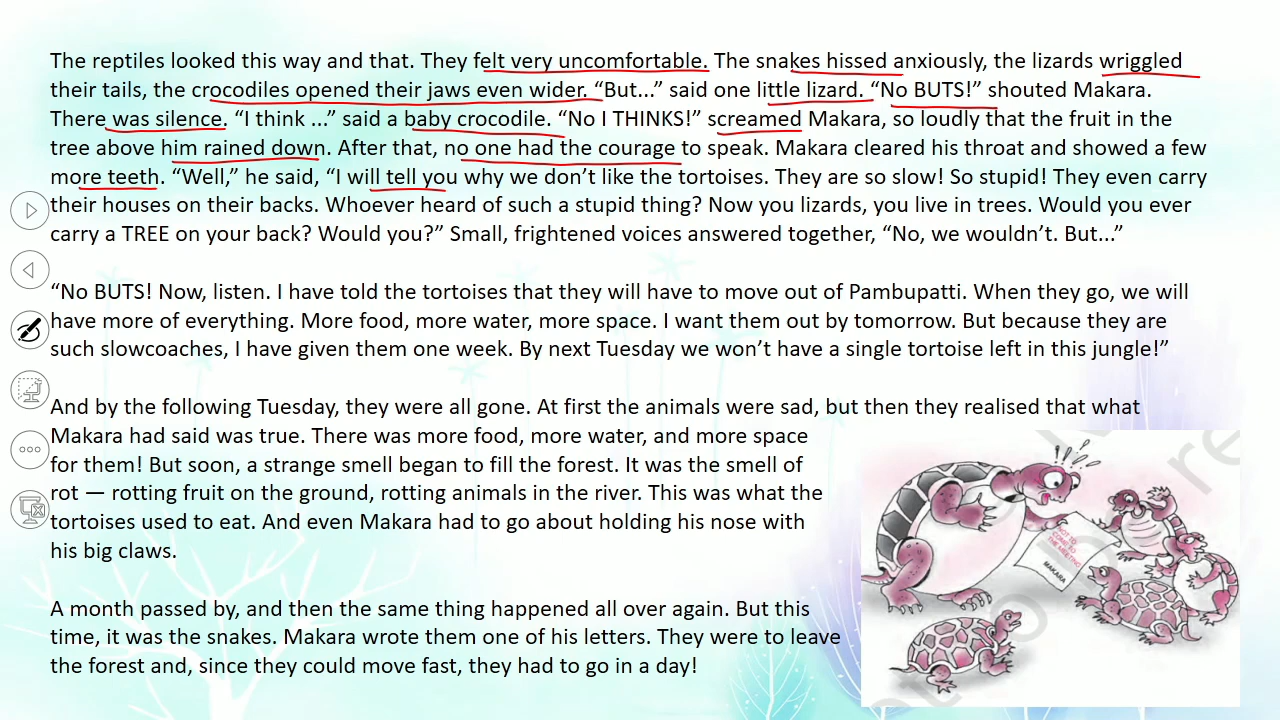 The reptiles looked this way and that. They felt very uncomfortable. The snakes hissed anxiously, the lizards wriggled
their tails, the crocodiles opened their jaws even wider. “But...” said one little lizard. “No BUTS!” shouted Makara.
There was silence. “I think ...” said a baby crocodile. “No I THINKS!” screamed Makara, so loudly that the fruit in the
tree above him rained down. After that, no one had the courage to speak. Makara cleared his throat and showed a few
more teeth. “Well,” he said, “I will tell you why we don’t like the tortoises. They are so slow! So stupid! They even carry
their houses on their backs. Whoever heard of such a stupid thing? Now you lizards, you live in trees. Would you ever
carry a TREE on your back? Would you?” Small, frightened voices answered together, “No, we wouldn’t. But...”
“No BUTS! Now, listen. I have told the tortoises that they will have to move out of Pambupatti. When they go, we will
have more of everything. More food, more water, more space. I want them out by tomorrow. But because they are
such slowcoaches, I have given them one week. By next Tuesday we won’t have a single tortoise left in this jungle!”
And by the following Tuesday, they were all gone. At first the animals were sad, but then they realised that what
Makara had said was true. There was more food, more water, and more space
for them! But soon, a strange smell began to fill the forest. It was the smell of
rot — rotting fruit on the ground, rotting animals in the river. This was what the
tortoises used to eat. And even Makara had to go about holding his nose with
his big claws.
A month passed by, and then the same thing happened all over again. But this
time, it was the snakes. Makara wrote them one of his letters. They were to leave
the forest and, since they could move fast, they had to go in a day!
NOT TO
COME TO
THE MEETING
MAKARA